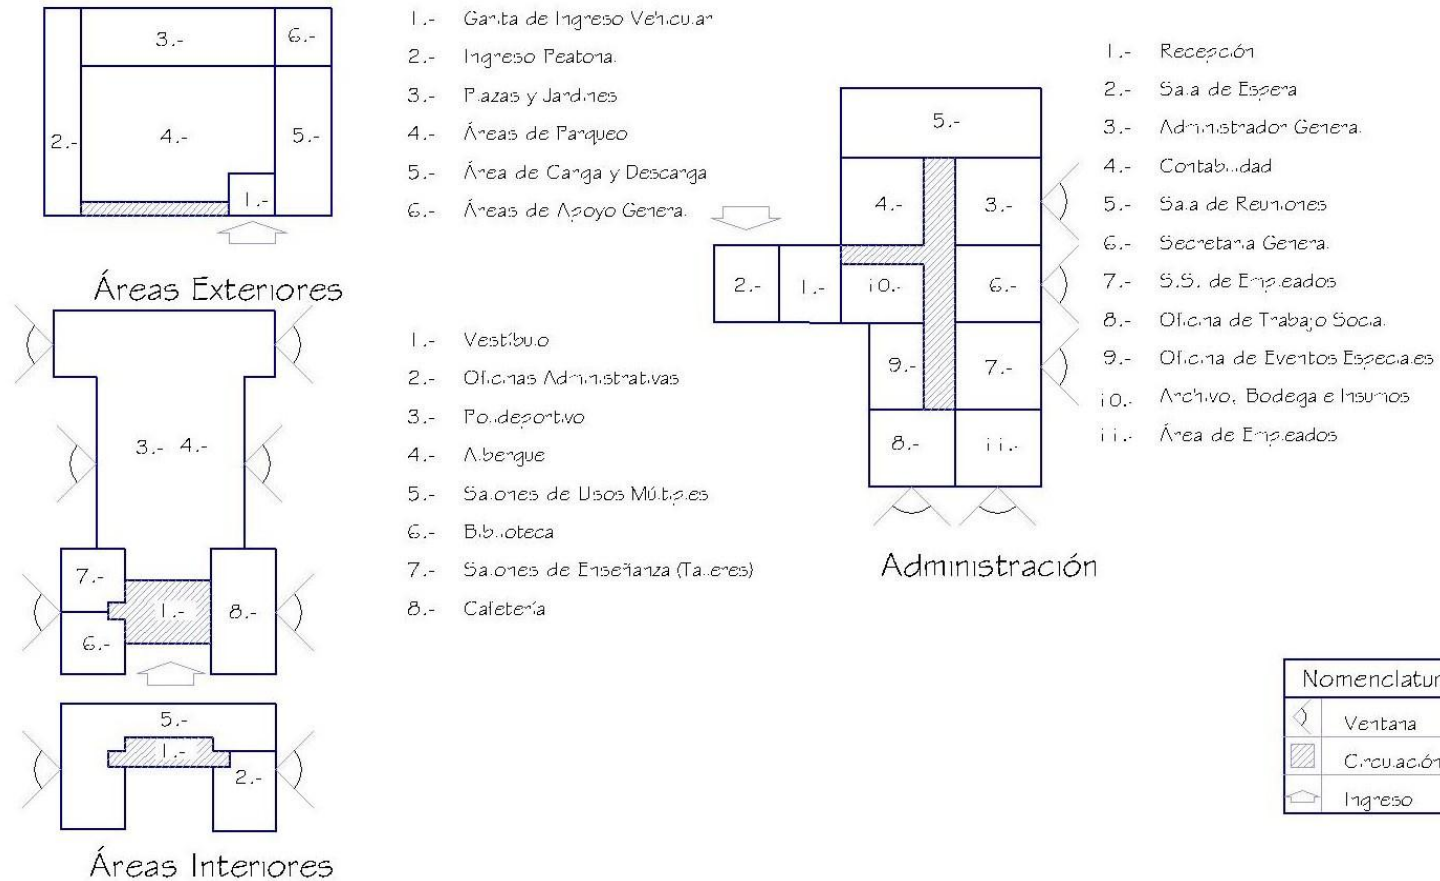 3.-
6.-
2.-
4.-
5.-
1.-
Áreas Exteriores
1.- Garita de Ingreso Vehicular
2.- Ingreso Peatonal
3.- Plazas y Jardines
4.- Áreas de Parqueo
5.- Área de Carga y Descarga
6.- Áreas de Apoyo General
3.- 4.-
7.-
1.-
8.-
6.-
5.-
1.-
2.-
Áreas Interiores
1.- Vestíbulo
2.- Oficinas Administrativas
3.- Polideportivo
4.- Albergue
5.- Salones de Usos Múltiples
6.- Biblioteca
7.- Salones de Enseñanza (Talleres)
8.- Cafetería
5.-
4.-
3.-
2.-
1.-
10.-
6.-
9.-
7.-
8.-
11.-
Administración
1.- Recepción
2.- Sala de Espera
3.- Administrador General
4.- Contabilidad
5.- Sala de Reuniones
6.- Secretaria General
7.- S.S. de Empleados
8.- Oficina de Trabajo Social
9.- Oficina de Eventos Especiales
10.- Archivo, Bodega e Insumos
11.- Área de Empleados
Nomenclatur
Ventana
Circulación
Ingreso